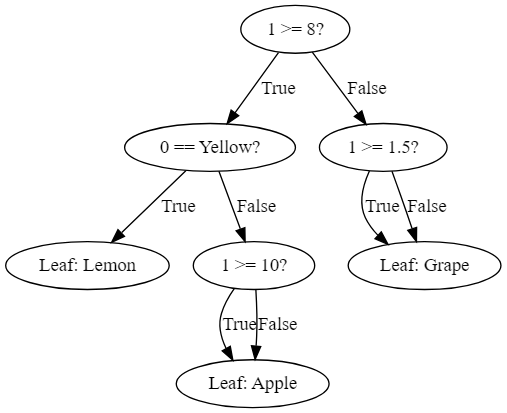 1 >= 8?
True
False
0 == Yellow?
1 >= 1.5?
True
False
True
False
Leaf: Lemon
1 >= 10?
Leaf: Grape
True
False
Leaf: Apple